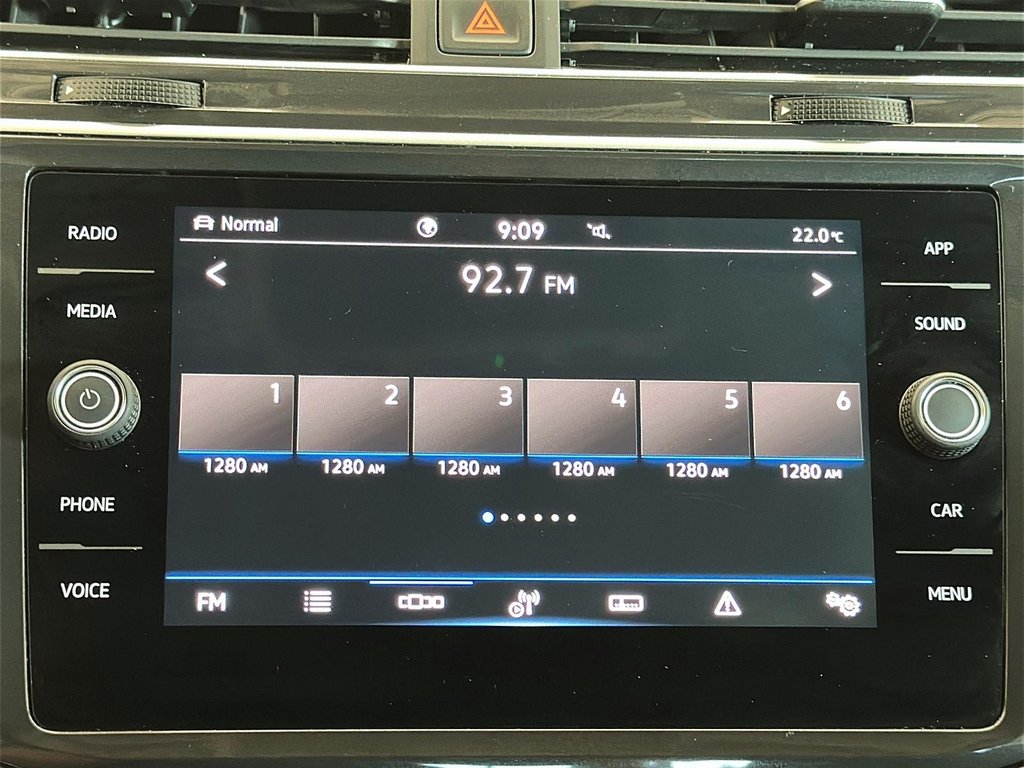 RADIO
MEDIA
PHONE
VOICE
Normal 9:09 22.0°C
92.7 FM
1 2 3 4 5 6
1280 AM 1280 AM 1280 AM 1280 AM 1280 AM 1280 AM
FM
APP
SOUND
CAR
MENU